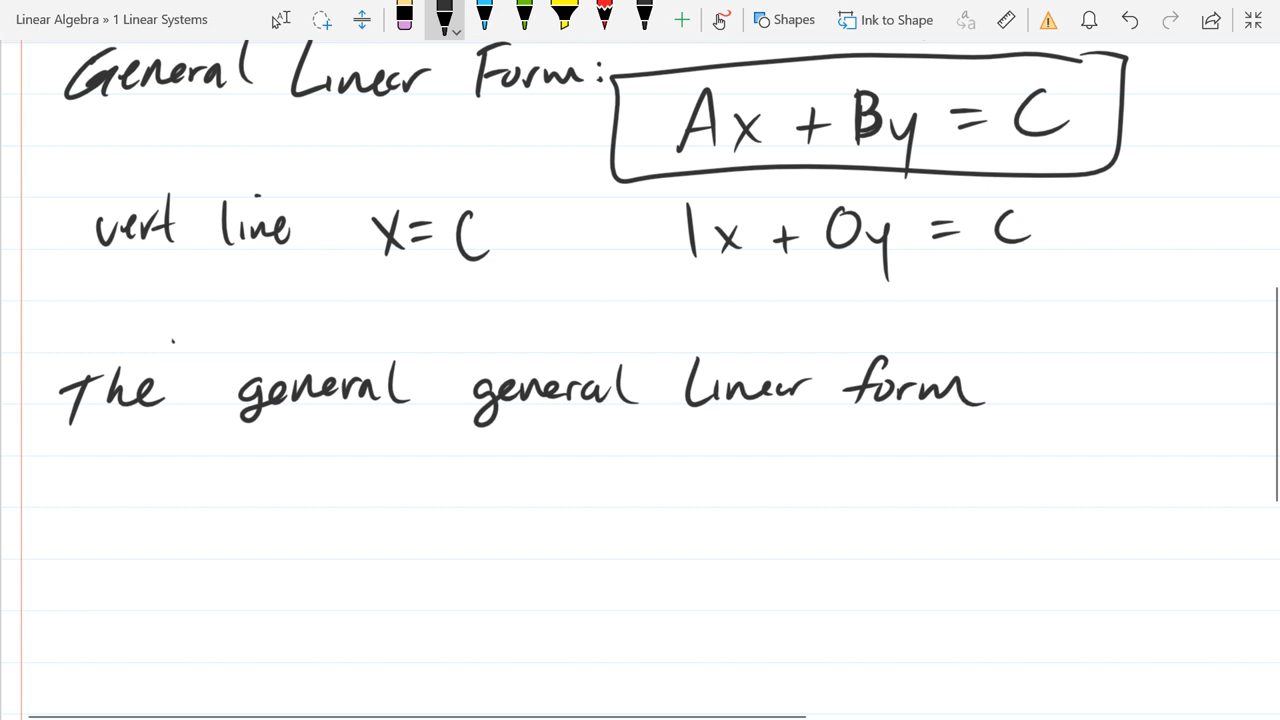 Linear Algebra » 1 Linear Systems Shapes Ink to Shape
General Linear Form: Ax + By = C
vert line x = C 1x + 0y = C
The general general linear form